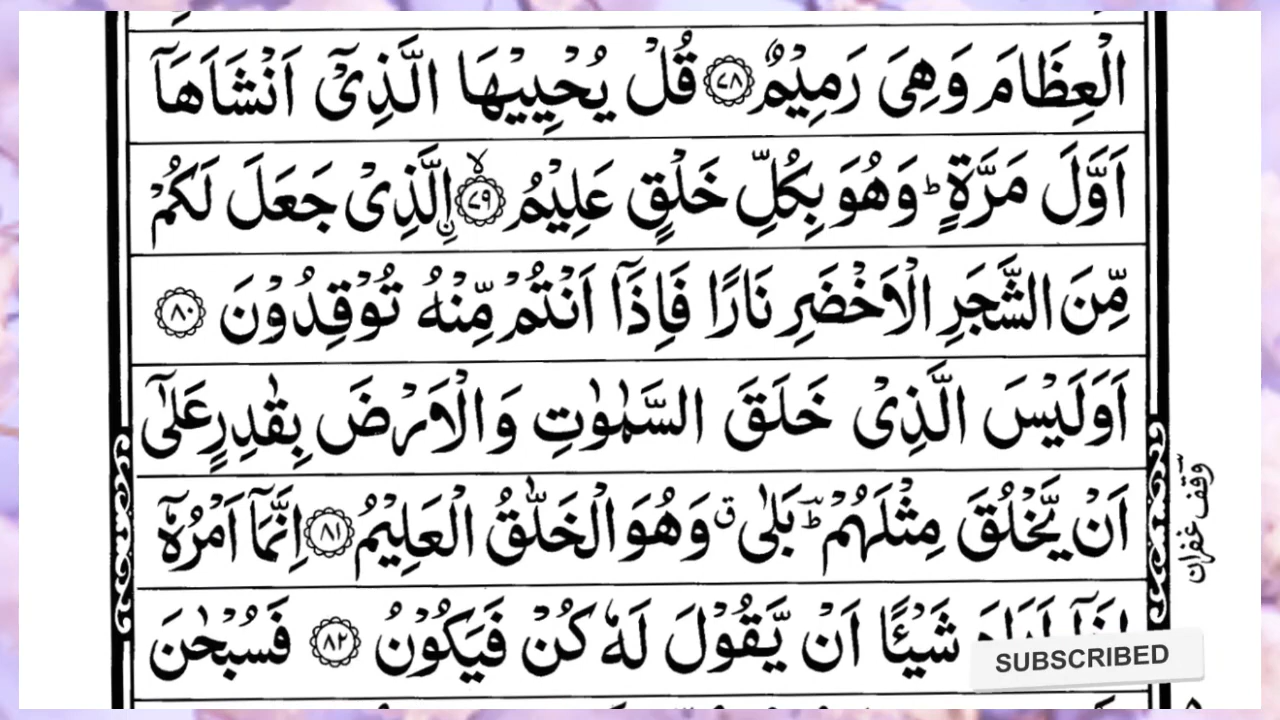 الْعِظَامَ وَهِىَ رَمِيْمٌ ﴿٧٨﴾ قُلْ يُحْيِيْهَا الَّذِىْٓ اَنْشَاَهَاۤ
اَوَّلَ مَرَّةٍ ؕ وَهُوَ بِكُلِّ خَلْقٍ عَلِيْمُ ۙ﴿٧٩﴾ اِ۟لَّذِىْ جَعَلَ لَكُمْ
مِّنَ الشَّجَرِ الْاَخْضَرِ نَارًا فَاِذَاۤ اَنْتُمْ مِّنْهُ تُوْقِدُوْنَ ﴿٨٠﴾
اَوَلَيْسَ الَّذِىْ خَلَقَ السَّمٰوٰتِ وَالْاَرْضَ بِقٰدِرٍ عَلٰٓى
اَنْ يَّخْلُقَ مِثْلَهُمْ ؕ بَلٰى ۗ وَهُوَ الْخَلّٰقُ الْعَلِيْمُ ﴿٨١﴾ اِنَّمَاۤ اَمْرُهٗۤ
وقف غفران
شَيْئًا اَنْ يَّقُوْلَ لَهٗ كُنْ فَيَكُوْنُ ﴿٨٢﴾ فَسُبْحٰنَ
SUBSCRIBED